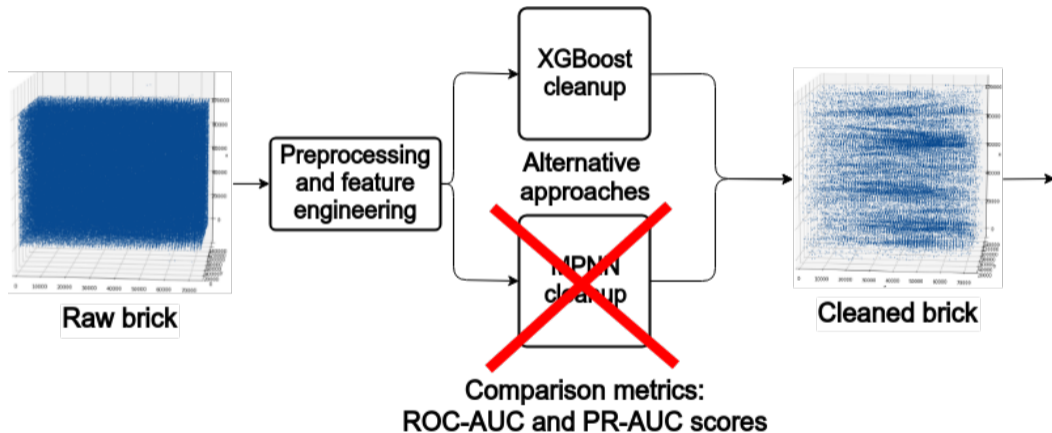 XGBoost
cleanup
Preprocessing
and feature
engineering
Alternative
approaches
MPNN
cleanup
Raw brick
Cleaned brick
Comparison metrics:
ROC-AUC and PR-AUC scores